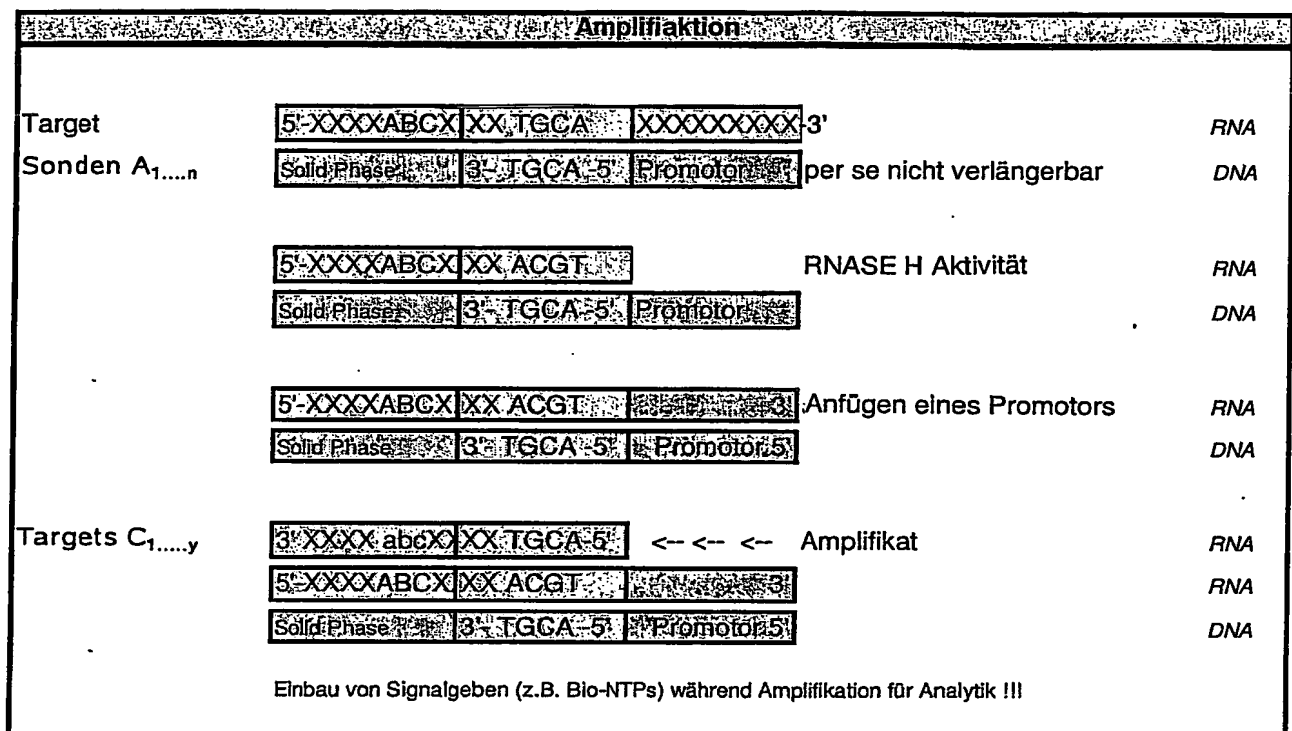 Amplifiaktion
Target 5'-XXXXABCX XX TGCA XXXXXXXXX-3' RNA
Sonden A1....n Solid Phase 3'- TGCA -5' Promotor per se nicht verlängerbar DNA
5'-XXXXABCX XX ACGT RNASE H Aktivität RNA
Solid Phase 3'- TGCA -5' Promotor DNA
5'-XXXXABCX XX ACGT 3' Anfügen eines Promotors RNA
Solid Phase 3'- TGCA -5' Promotor 5' DNA
Targets C1.....y 3' XXXX abcXX XX TGCA-5' <-- <-- <-- Amplifikat RNA
5'-XXXXABCX XX ACGT 3' RNA
Solid Phase 3'- TGCA -5' Promotor 5' DNA
Einbau von Signalgeben (z.B. Bio-NTPs) während Amplifikation für Analytik !!!